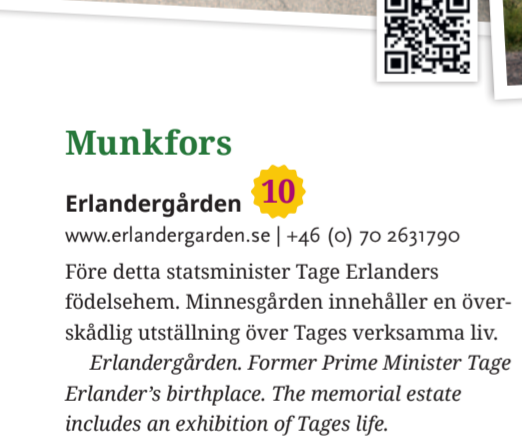 Munkfors
Erlandergården 10
www.erlandergarden.se | +46 (0) 70 2631790
Före detta statsminister Tage Erlanders
födelsehem. Minnesgården innehåller en över-
skådlig utställning över Tages verksamma liv.
Erlandergården. Former Prime Minister Tage
Erlander’s birthplace. The memorial estate
includes an exhibition of Tages life.